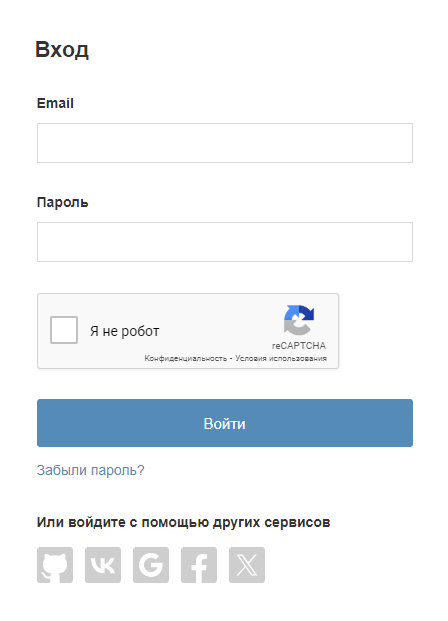 Вход
Email
Пароль
Я не робот
reCAPTCHA
Конфиденциальность - Условия использования
Войти
Забыли пароль?
Или войдите с помощью других сервисов